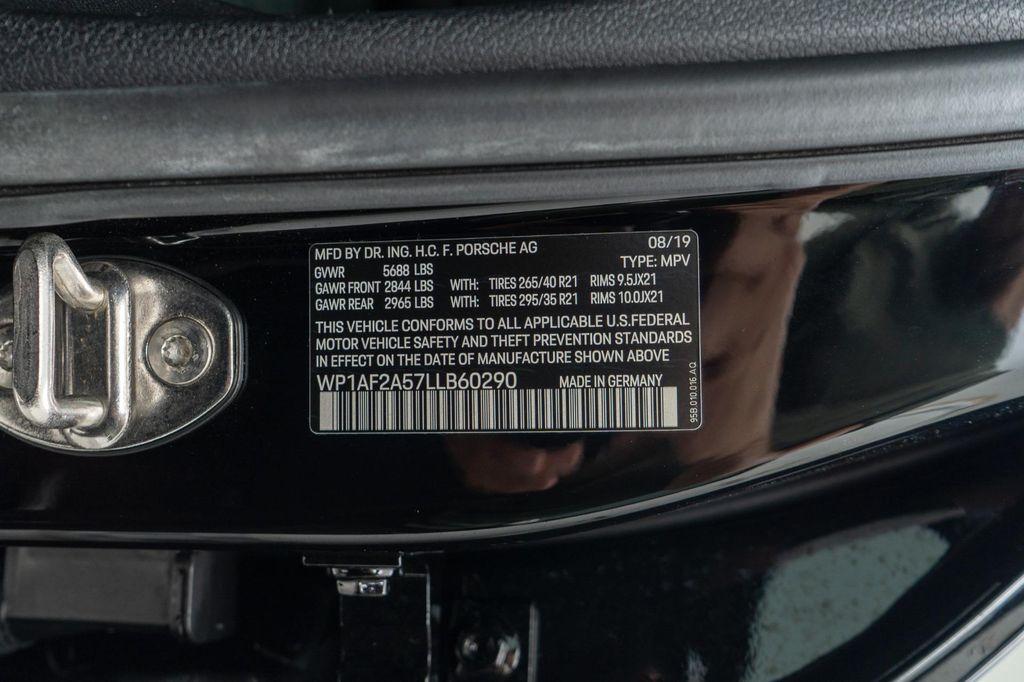 MFD BY DR. ING. H.C. F. PORSCHE AG 08/19
TYPE: MPV
GVWR 5688 LBS
GAWR FRONT 2844 LBS WITH: TIRES 265/40 R21 RIMS 9.5JX21
GAWR REAR 2965 LBS WITH: TIRES 295/35 R21 RIMS 10.0JX21
THIS VEHICLE CONFORMS TO ALL APPLICABLE U.S.FEDERAL
MOTOR VEHICLE SAFETY AND THEFT PREVENTION STANDARDS
IN EFFECT ON THE DATE OF MANUFACTURE SHOWN ABOVE
WP1AF2A57LLB60290 MADE IN GERMANY
95B.010.016.AQ